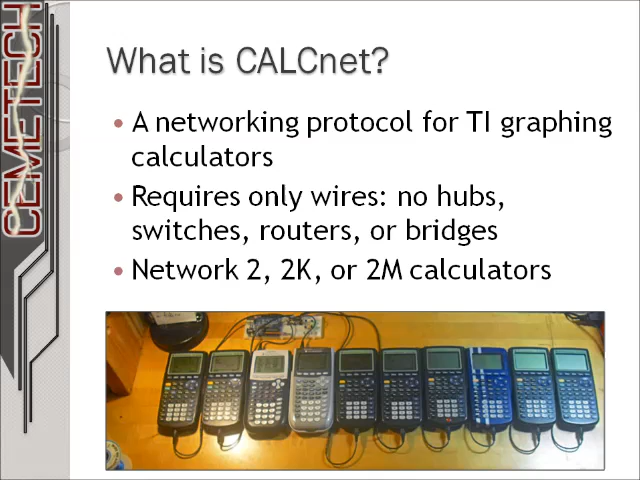 CEMETECH
What is CALCnet?
• A networking protocol for TI graphing
calculators
• Requires only wires: no hubs,
switches, routers, or bridges
• Network 2, 2K, or 2M calculators